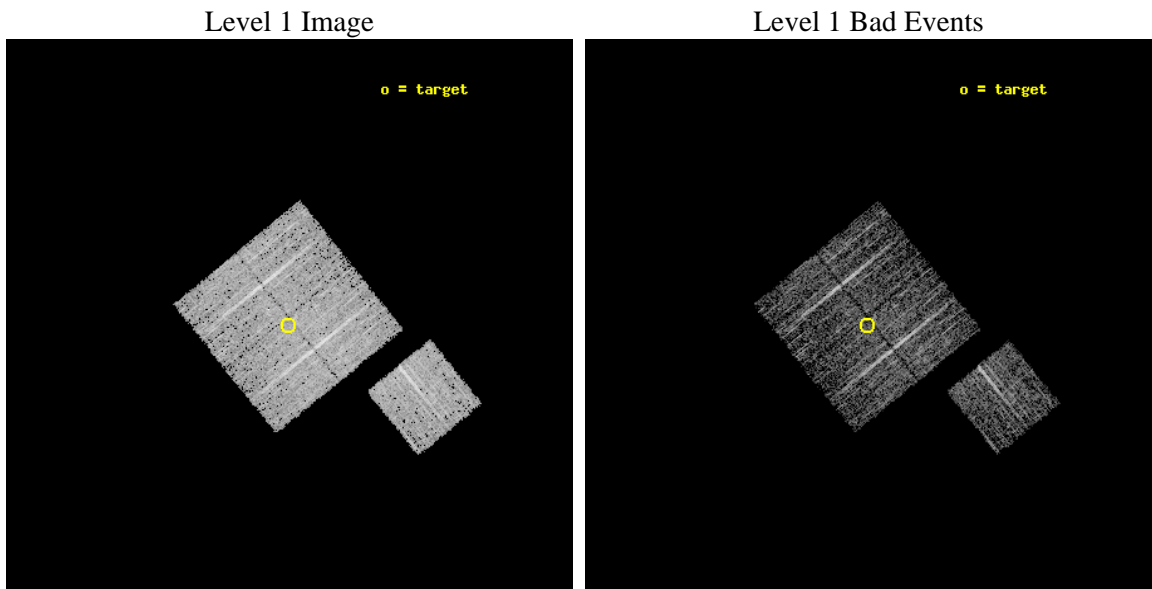 Level 1 Image
Level 1 Bad Events
o = target
o = target